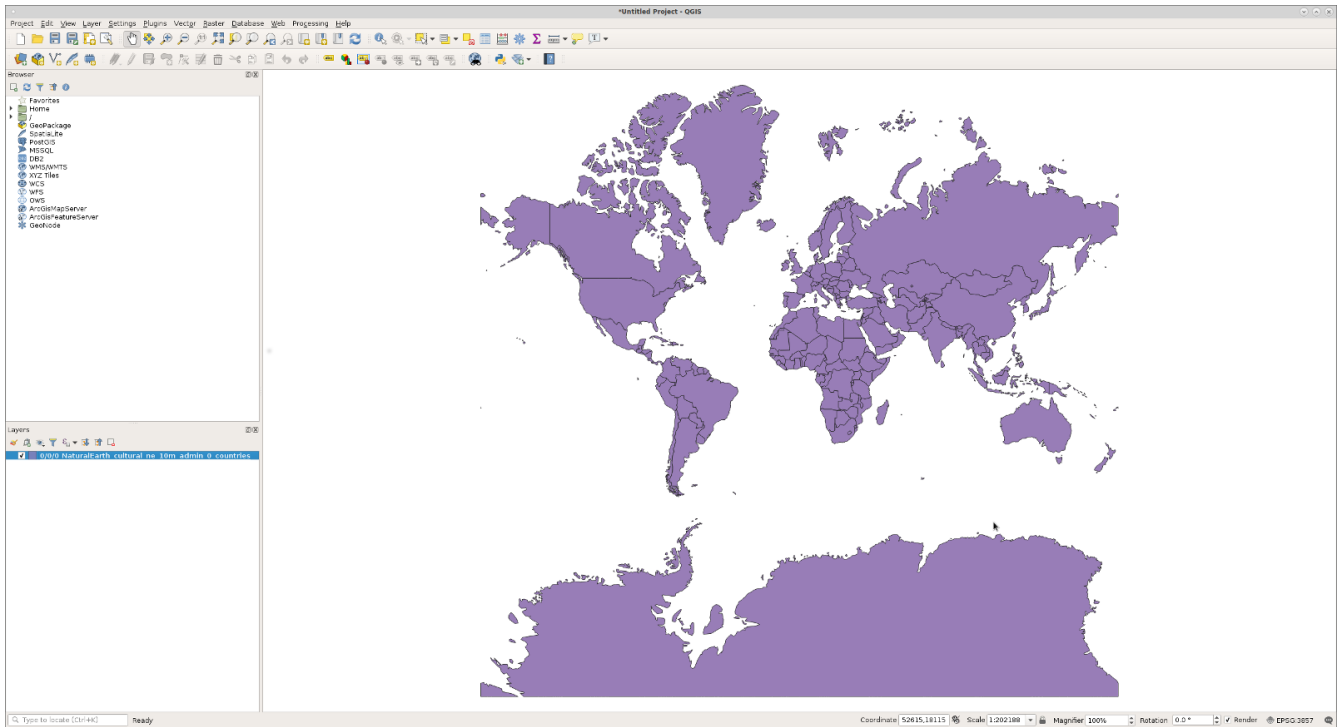 *Untitled Project - QGIS
Project Edit View Layer Settings Plugins Vector Raster Database Web Processing Help
Browser
Favorites
Home
/
GeoPackage
SpatiaLite
PostGIS
MSSQL
DB2
WMS/WMTS
XYZ Tiles
WCS
WFS
OWS
ArcGisMapServer
ArcGisFeatureServer
GeoNode
Layers
0/0/0 NaturalEarth cultural ne 10m admin 0 countries
Type to locate (Ctrl+K) Ready Coordinate 52615,18115 Scale 1:202188 Magnifier 100% Rotation 0.0 ° Render EPSG:3857